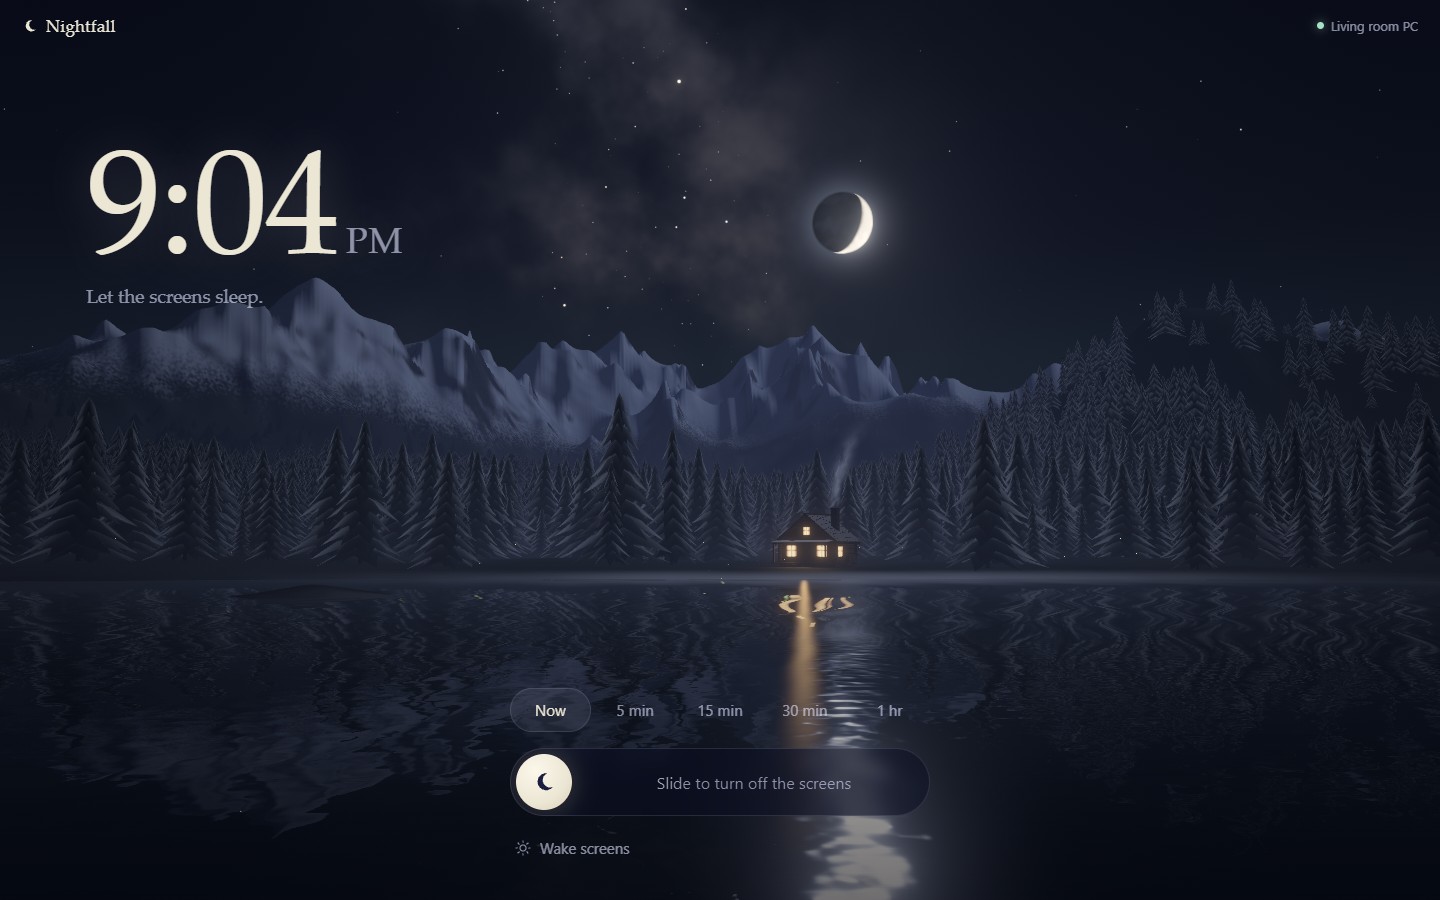 Nightfall
Living room PC
9:04 PM
Let the screens sleep.
Now 5 min 15 min 30 min 1 hr
Slide to turn off the screens
Wake screens